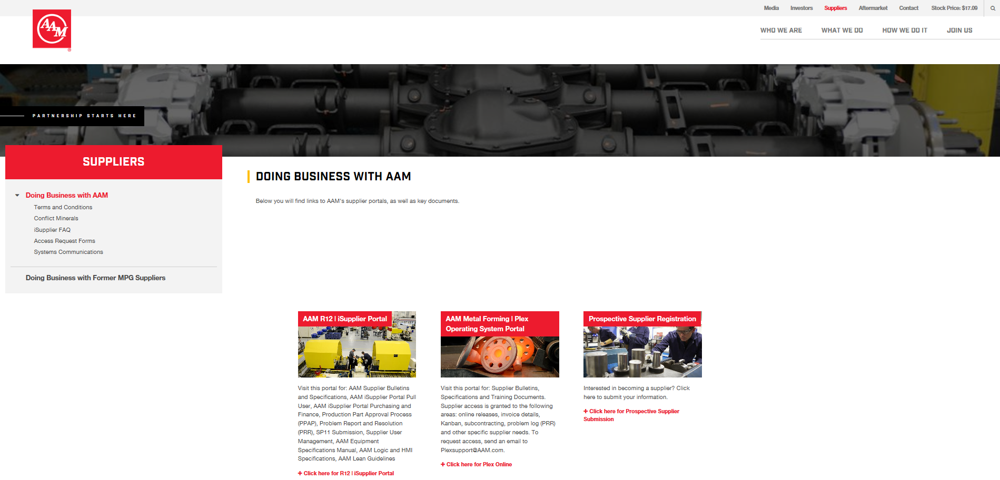 Media Investors Suppliers Aftermarket Contact Stock Price: $17.09
AAM
®
WHO WE ARE WHAT WE DO HOW WE DO IT JOIN US
PARTNERSHIP STARTS HERE
SUPPLIERS
Doing Business with AAM
Terms and Conditions
Conflict Minerals
iSupplier FAQ
Access Request Forms
Systems Communications
Doing Business with Former MPG Suppliers
DOING BUSINESS WITH AAM
Below you will find links to AAM's supplier portals, as well as key documents.
AAM R12 | iSupplier Portal
Visit this portal for: AAM Supplier Bulletins
and Specifications, AAM iSupplier Portal Pull
User, AAM iSupplier Portal Purchasing and
Finance, Production Part Approval Process
(PPAP), Problem Report and Resolution
(PRR), SP11 Submission, Supplier User
Management, AAM Equipment
Specifications Manual, AAM Logic and HMI
Specifications, AAM Lean Guidelines
+ Click here for R12 | iSupplier Portal
AAM Metal Forming | Plex
Operating System Portal
Visit this portal for: Supplier Bulletins,
Specifications and Training Documents.
Supplier access is granted to the following
areas: online releases, invoice details,
Kanban, subcontracting, problem log (PRR)
and other specific supplier needs. To
request access, send an email to
Plexsupport@AAM.com.
+ Click here for Plex Online
Prospective Supplier Registration
Interested in becoming a supplier? Click
here to submit your information.
+ Click here for Prospective Supplier
Submission